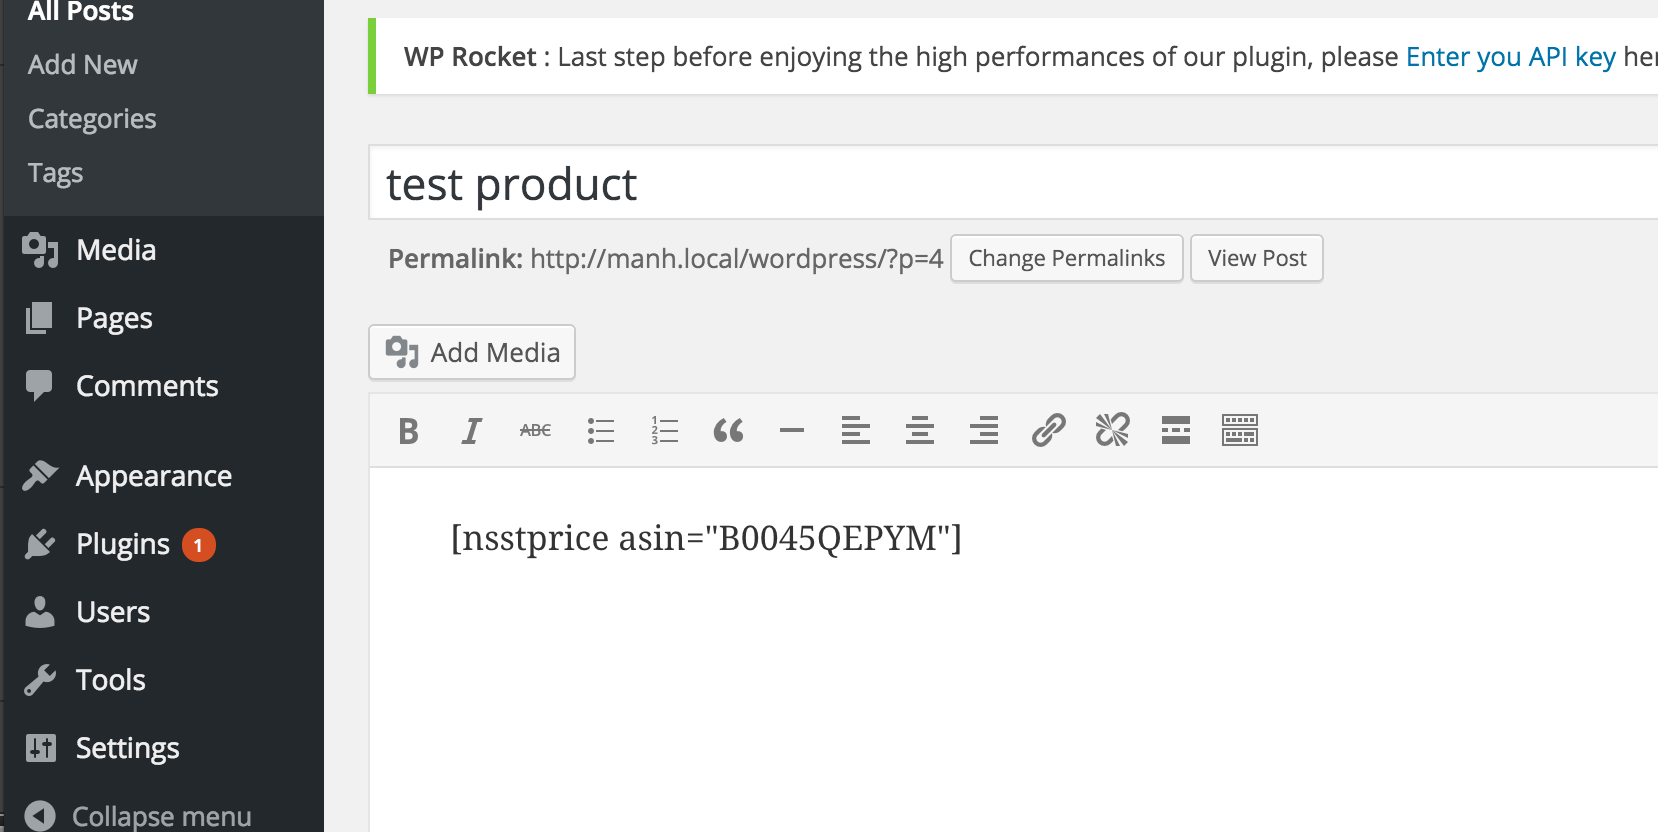 All Posts
Add New
Categories
Tags
Media
Pages
Comments
Appearance
Plugins 1
Users
Tools
Settings
Collapse menu
WP Rocket : Last step before enjoying the high performances of our plugin, please Enter you API key
test product
Permalink: http://manh.local/wordpress/?p=4 Change Permalinks View Post
Add Media
B I ABC
[nsstprice asin="B0045QEPYM"]